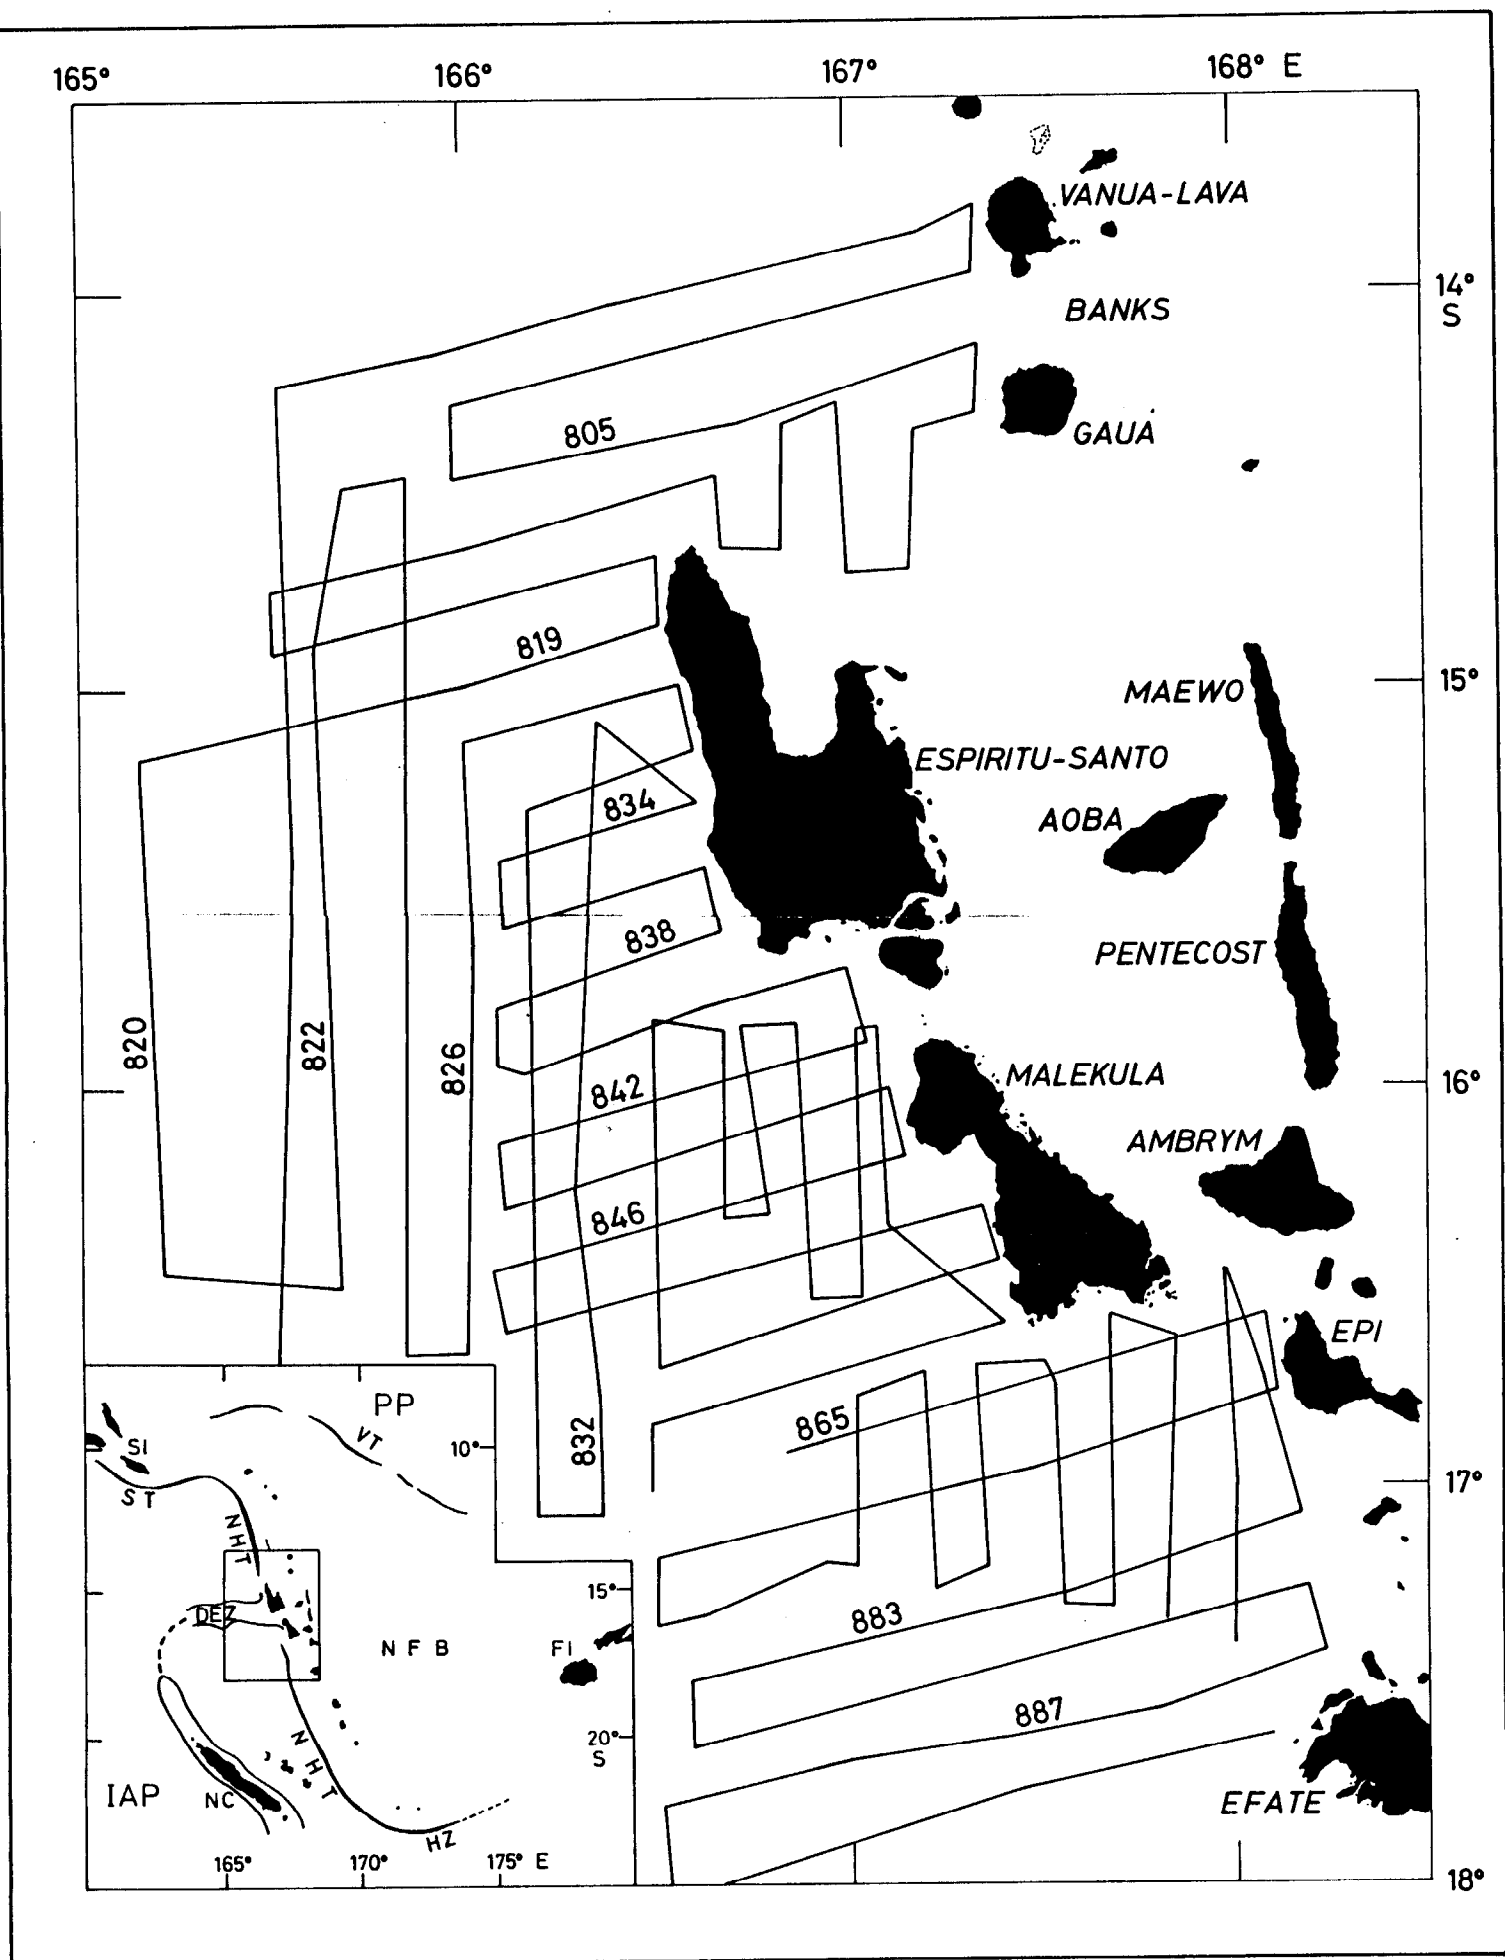 165° 166° 167° 168° E
VANUA-LAVA
14°
S
BANKS
805
GAUA
819
15°
MAEWO
ESPIRITU-SANTO
834
AOBA
838
PENTECOST
820
822
826
842
MALEKULA
16°
AMBRYM
846
EPI
865
832
17°
883
887
EFATE
18°
PP
VT
10°
SI
ST
NHT
DEZ
15°
NFB
FI
20°
S
NHT
IAP
NC
HZ
165° 170° 175° E